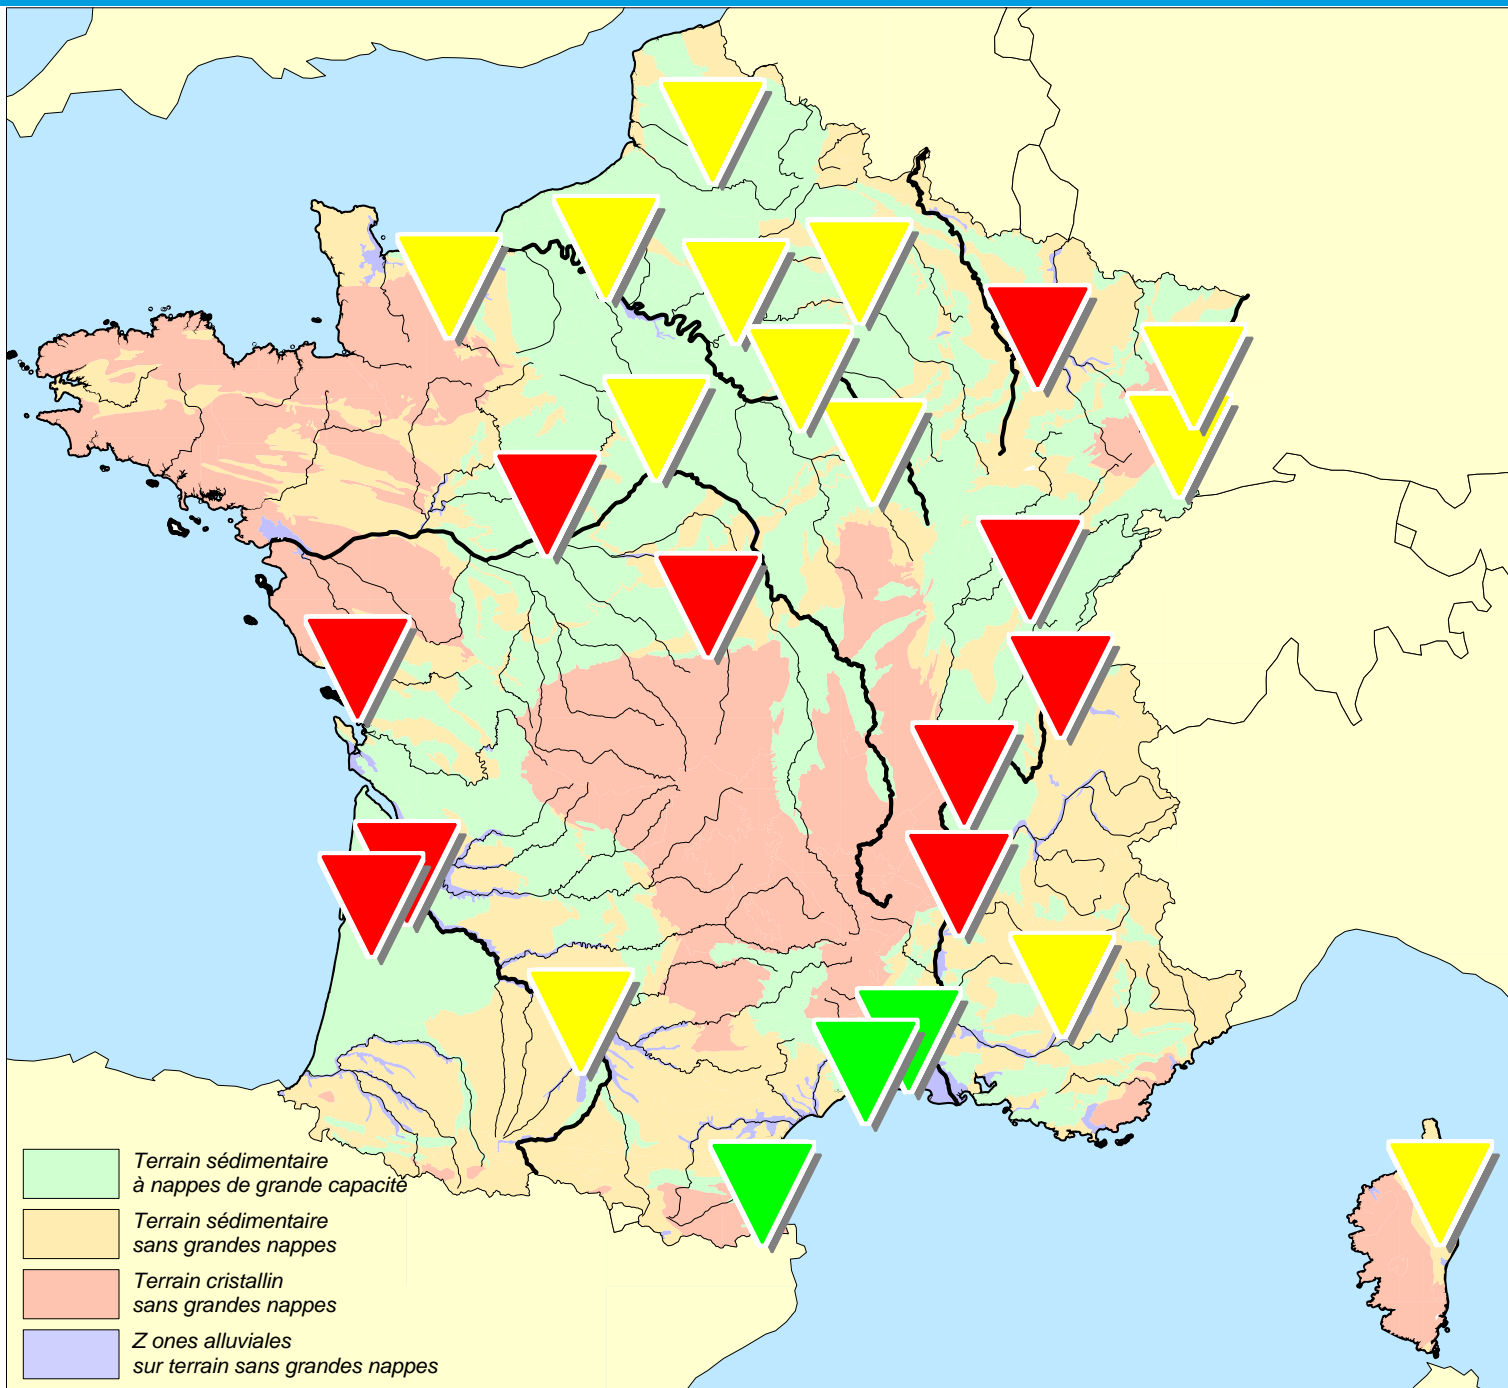 Terrain sédimentaire
à nappes de grande capacité
Terrain sédimentaire
sans grandes nappes
Terrain cristallin
sans grandes nappes
Z ones alluviales
sur terrain sans grandes nappes